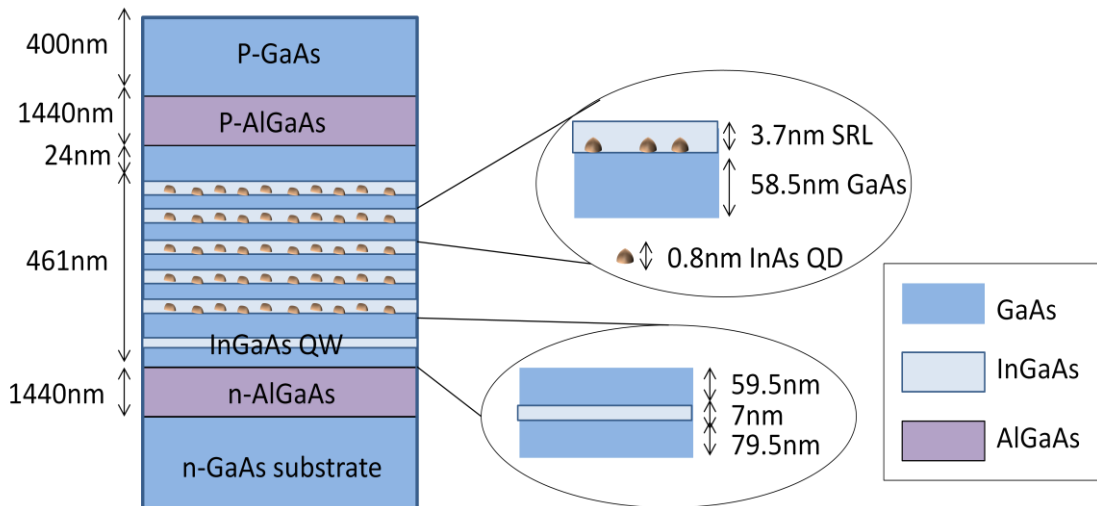 400nm
P-GaAs
1440nm
P-AlGaAs
24nm
461nm
InGaAs QW
1440nm
n-AlGaAs
n-GaAs substrate
3.7nm SRL
58.5nm GaAs
0.8nm InAs QD
59.5nm
7nm
79.5nm
GaAs
InGaAs
AlGaAs